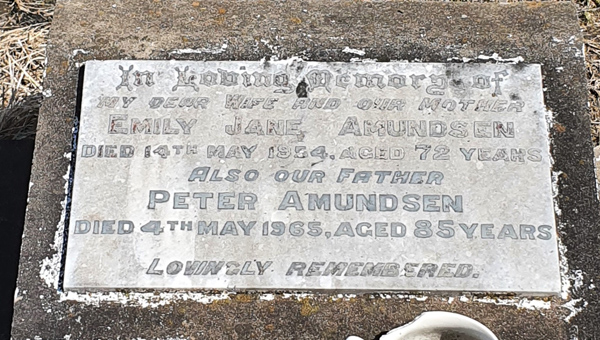 In Loving Memory of
MY DEAR WIFE AND OUR MOTHER
EMILY JANE AMUNDSEN
DIED 14TH MAY 1954, AGED 72 YEARS
ALSO OUR FATHER
PETER AMUNDSEN
DIED 4TH MAY 1965, AGED 85 YEARS
LOVINGLY REMEMBERED.